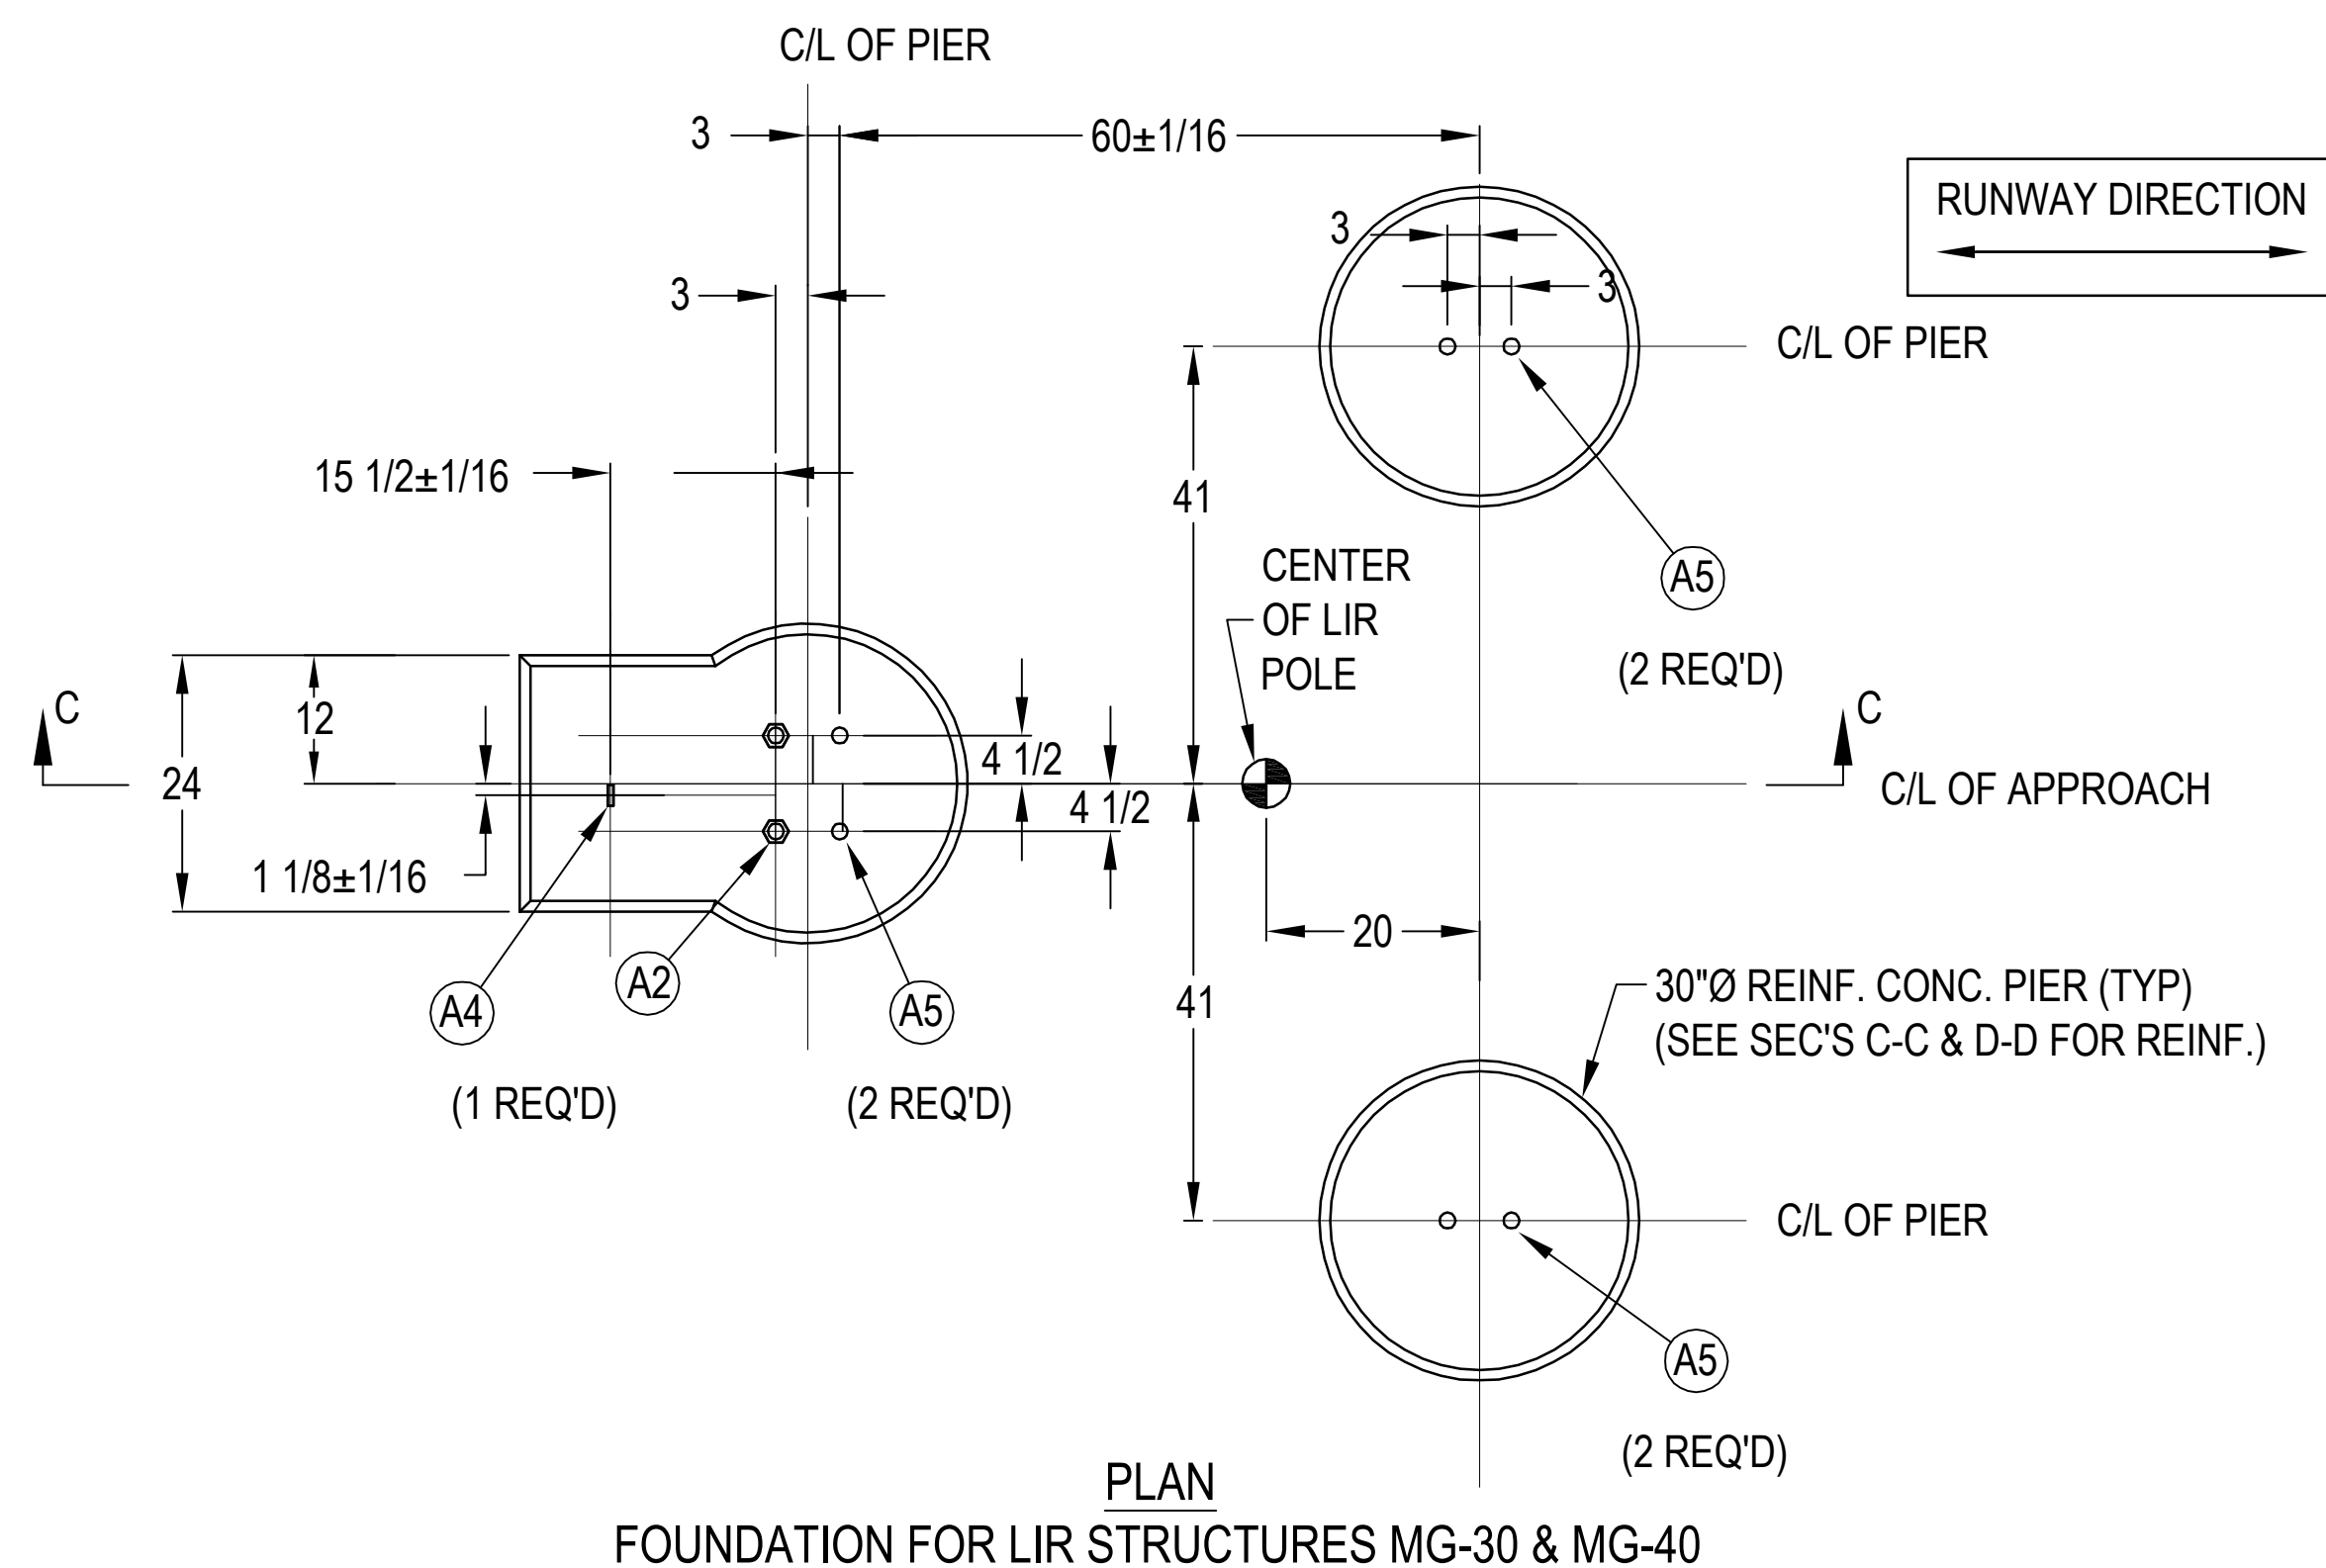 C/L OF PIER
3
60±1/16
RUNWAY DIRECTION
3
3
3
C/L OF PIER
15 1/2±1/16
41
CENTER
OF LIR
POLE
A5
(2 REQ'D)
C
12
24
4 1/2
4 1/2
C
C/L OF APPROACH
1 1/8±1/16
20
A4
A2
A5
41
30"Ø REINF. CONC. PIER (TYP)
(SEE SEC'S C-C & D-D FOR REINF.)
(1 REQ'D)
(2 REQ'D)
C/L OF PIER
A5
(2 REQ'D)
PLAN
FOUNDATION FOR LIR STRUCTURES MG-30 & MG-40